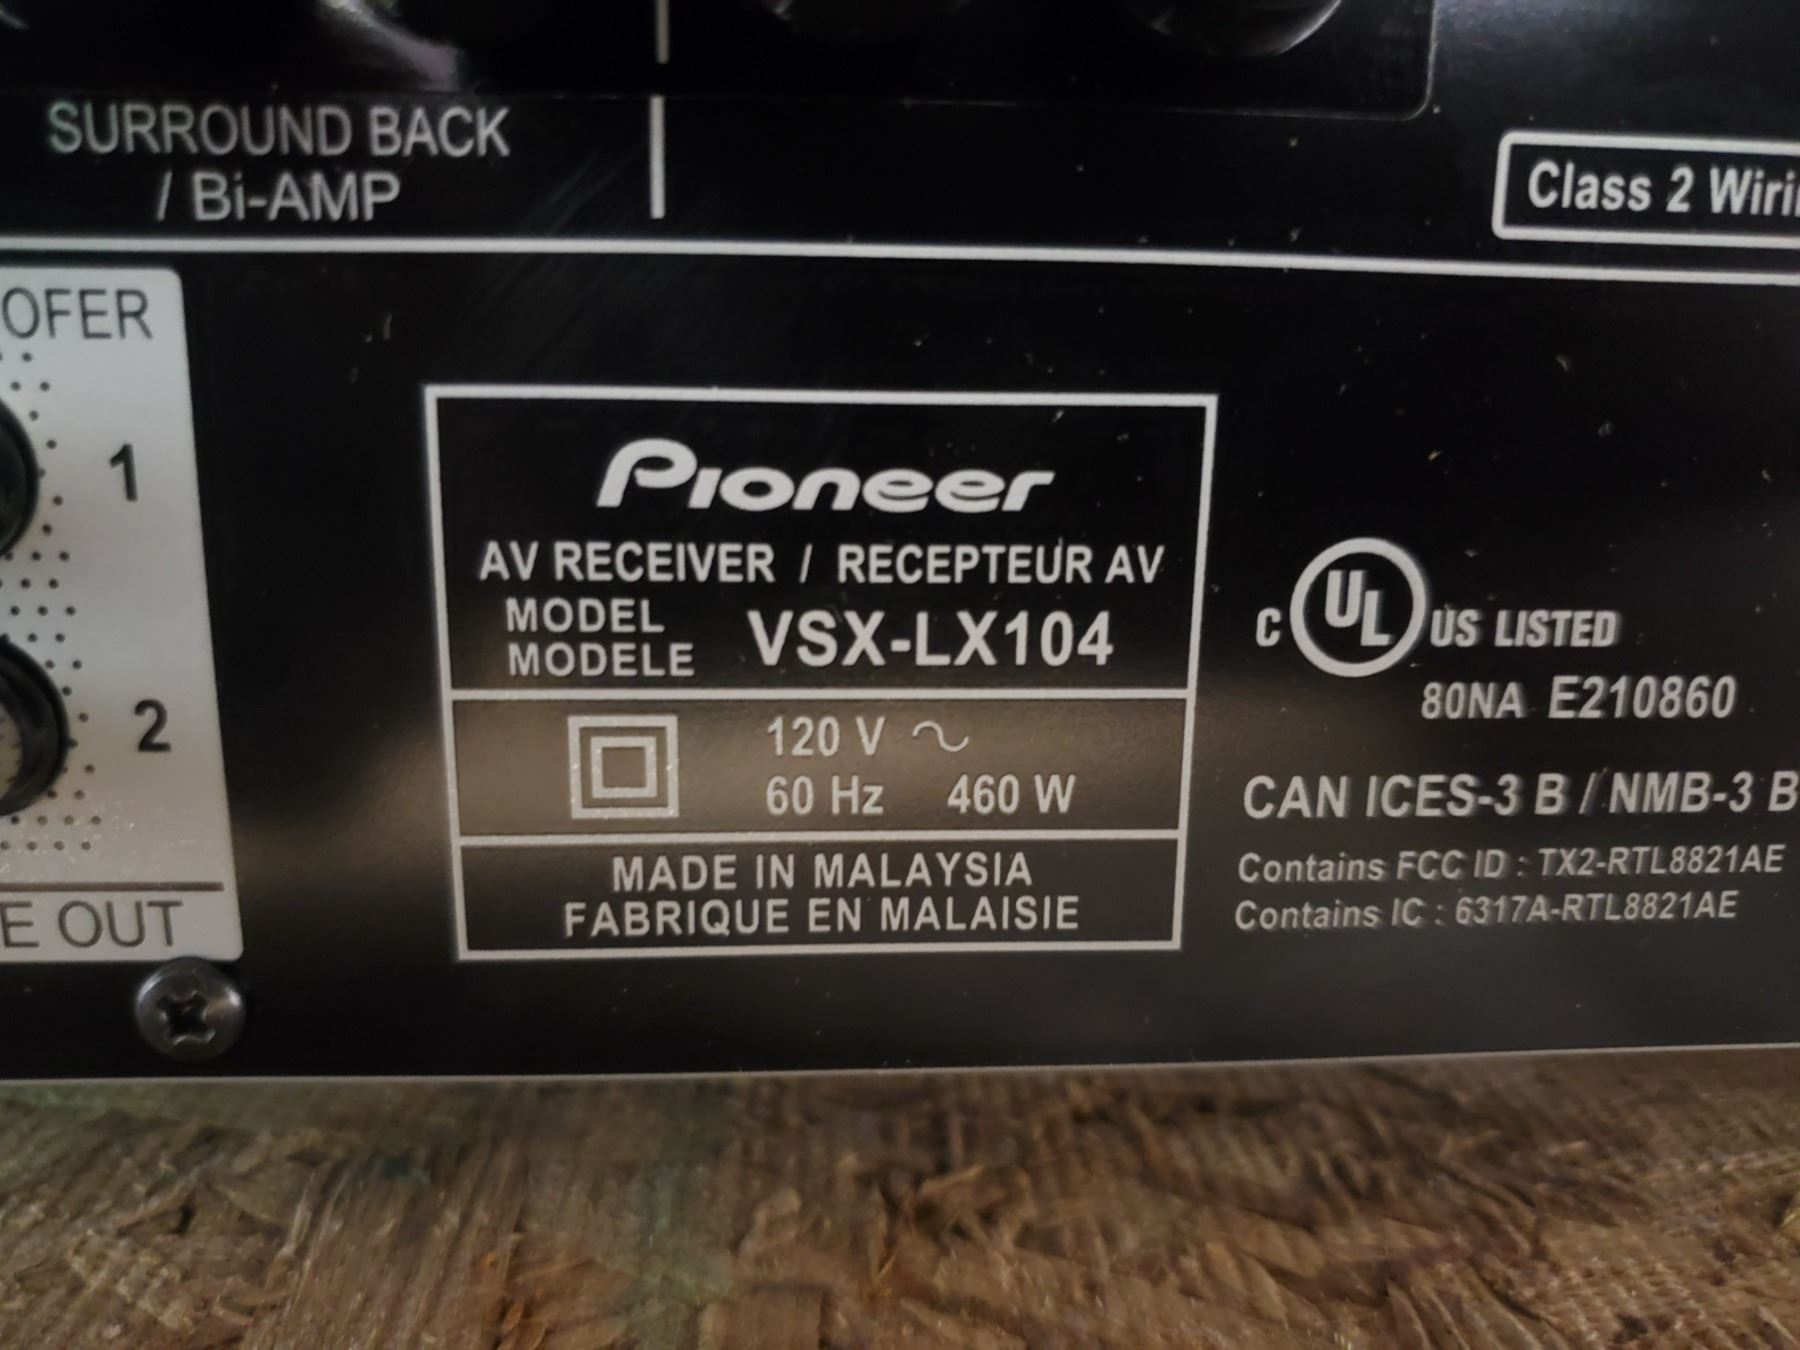 SURROUND BACK
/ Bi-AMP
Class 2
OFER
1
2
E OUT
Pioneer
AV RECEIVER / RECEPTEUR AV
MODEL
MODELE VSX-LX104
120 V ~
60 Hz 460 W
MADE IN MALAYSIA
FABRIQUE EN MALAISIE
C UL US LISTED
80NA E210860
CAN ICES-3 B / NMB-3 B
Contains FCC ID : TX2-RTL8821AE
Contains IC : 6317A-RTL8821AE